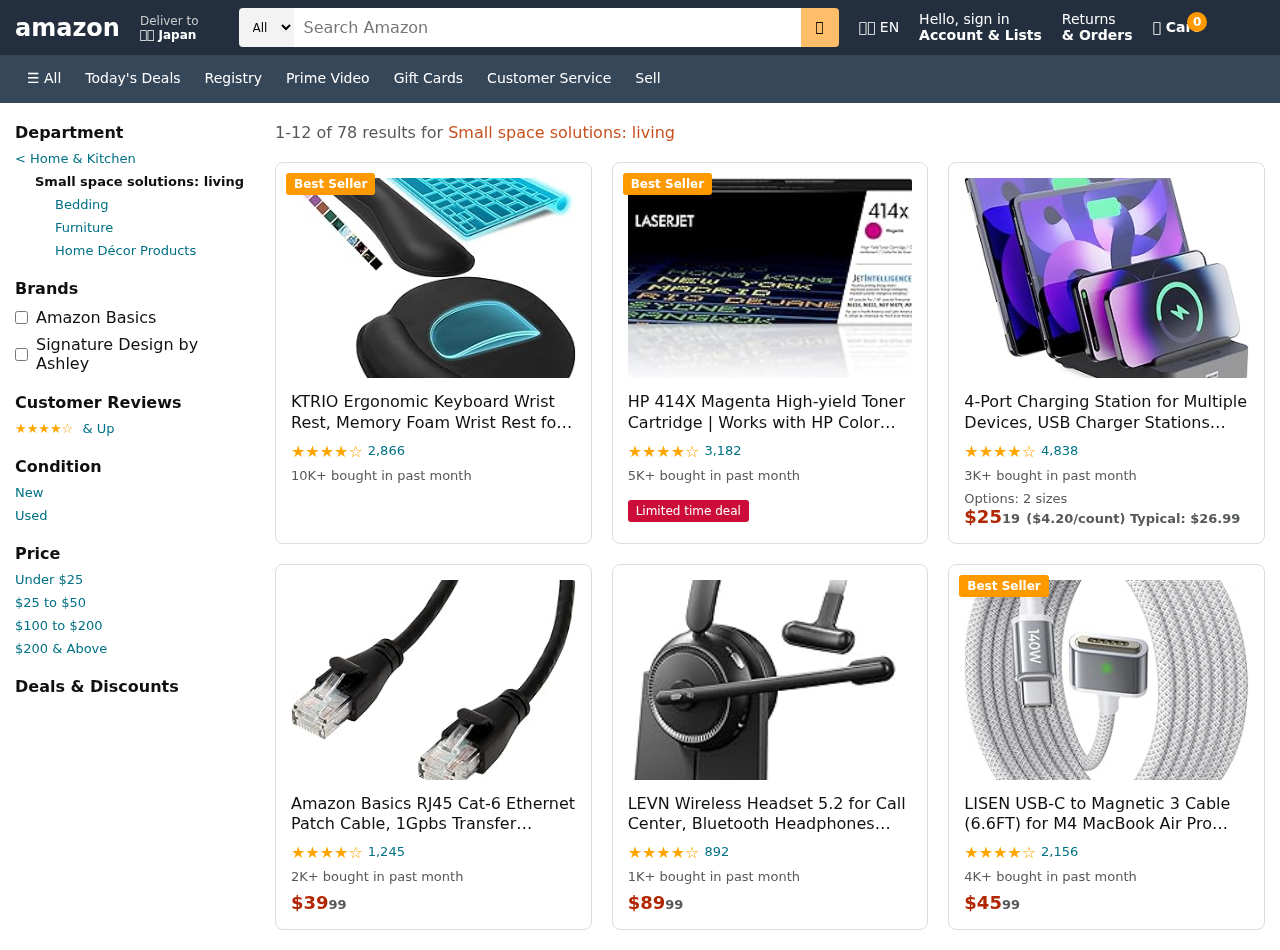 amazon
Deliver to
Japan
All
Search Amazon
EN
Hello, sign in
Account & Lists
Returns
& Orders
0
☰ All
Today's Deals
Registry
Prime Video
Gift Cards
Customer Service
Sell
Department
< Home & Kitchen
Small space solutions: living
Bedding
Furniture
Home Décor Products
Brands
Amazon Basics
Signature Design by
Ashley
Customer Reviews
★★★★☆ & Up
Condition
New
Used
Price
Under $25
$25 to $50
$100 to $200
$200 & Above
Deals & Discounts
1-12 of 78 results for Small space solutions: living
Best Seller
KTRIO Ergonomic Keyboard Wrist
Rest, Memory Foam Wrist Rest fo…
★★★★☆ 2,866
10K+ bought in past month
Best Seller
LASERJET
414x
Magenta
JETINTELLIGENCE
HONG KONG
NEW YORK
MADRID
RIO DE JANE
BANGKOK
HP 414X Magenta High-yield Toner
Cartridge | Works with HP Color…
★★★★☆ 3,182
5K+ bought in past month
Limited time deal
4-Port Charging Station for Multiple
Devices, USB Charger Stations…
★★★★☆ 4,838
3K+ bought in past month
Options: 2 sizes
$25 19 ($4.20/count) Typical: $26.99
Amazon Basics RJ45 Cat-6 Ethernet
Patch Cable, 1Gpbs Transfer…
★★★★☆ 1,245
2K+ bought in past month
$39 99
LEVN Wireless Headset 5.2 for Call
Center, Bluetooth Headphones…
★★★★☆ 892
1K+ bought in past month
$89 99
Best Seller
140W
LISEN USB-C to Magnetic 3 Cable
(6.6FT) for M4 MacBook Air Pro…
★★★★☆ 2,156
4K+ bought in past month
$45 99